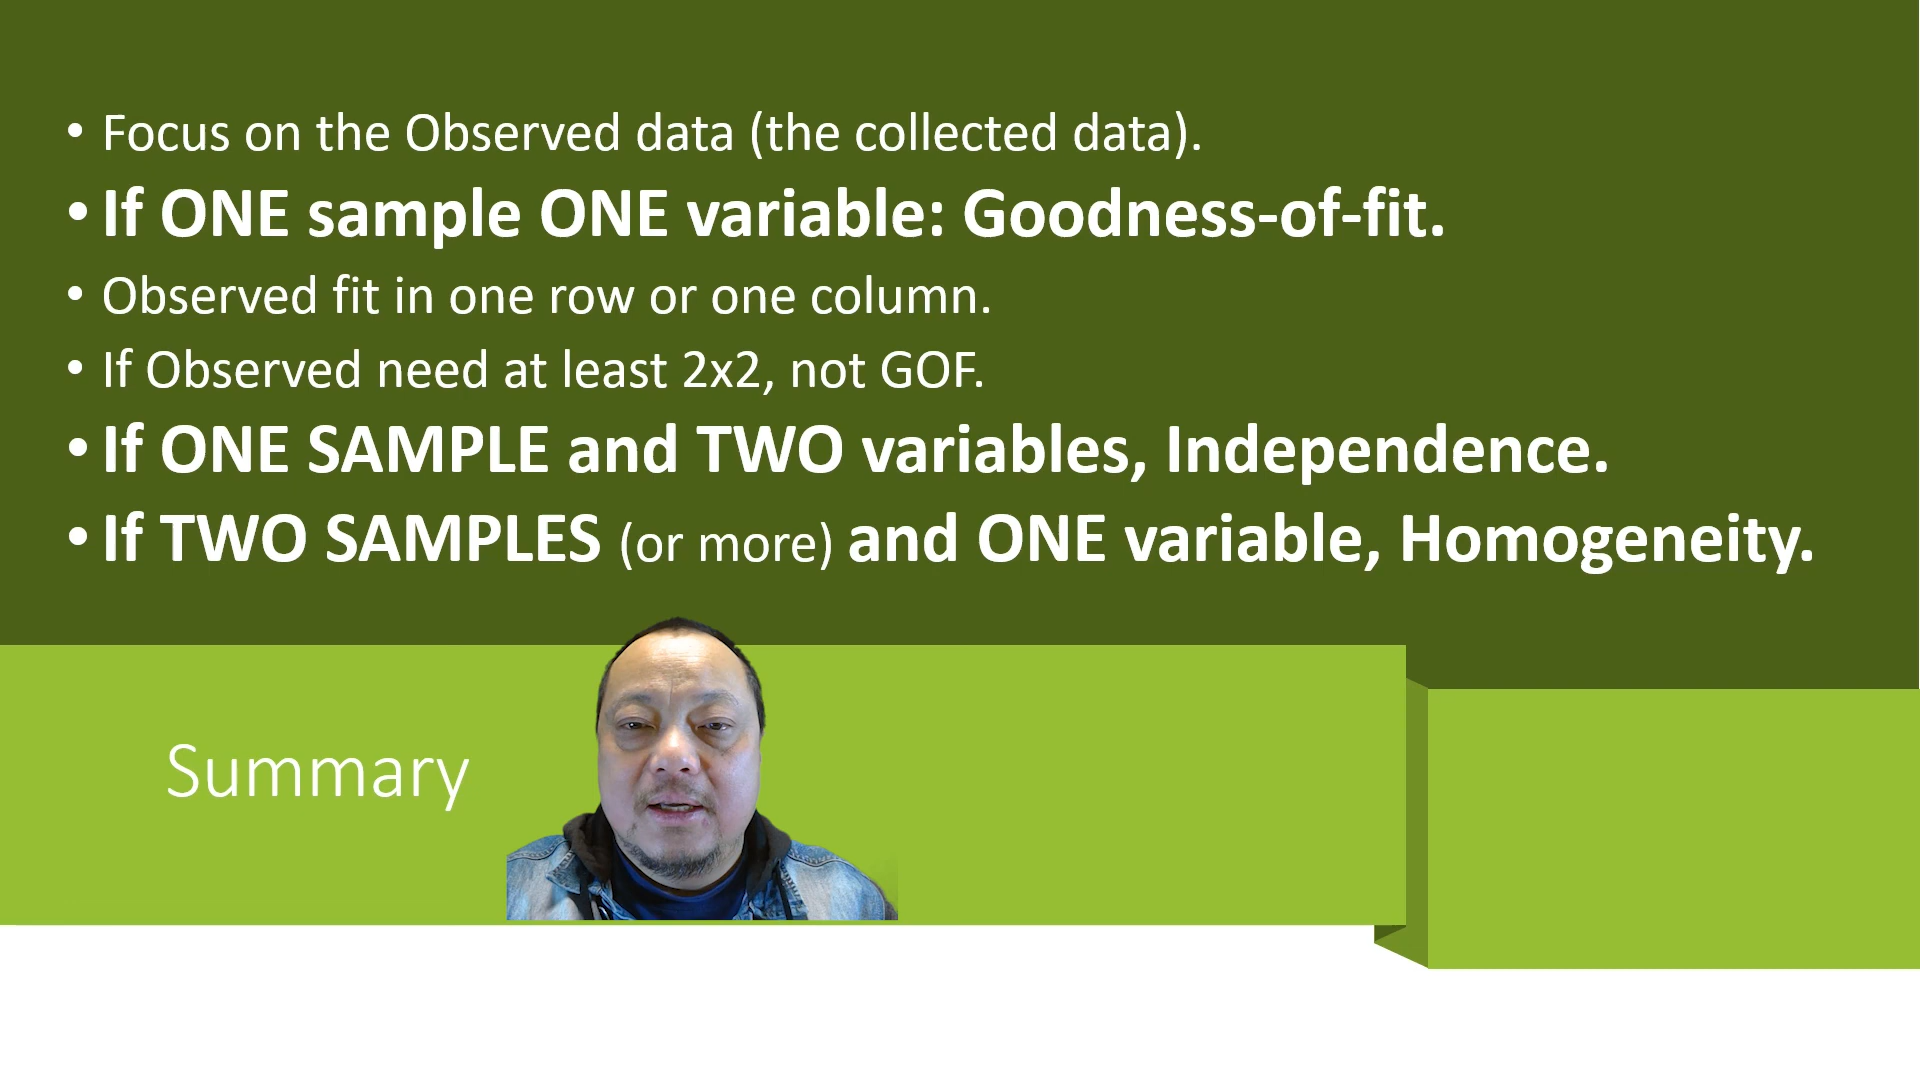 • Focus on the Observed data (the collected data).
• If ONE sample ONE variable: Goodness-of-fit.
• Observed fit in one row or one column.
• If Observed need at least 2x2, not GOF.
• If ONE SAMPLE and TWO variables, Independence.
• If TWO SAMPLES (or more) and ONE variable, Homogeneity.
Summary